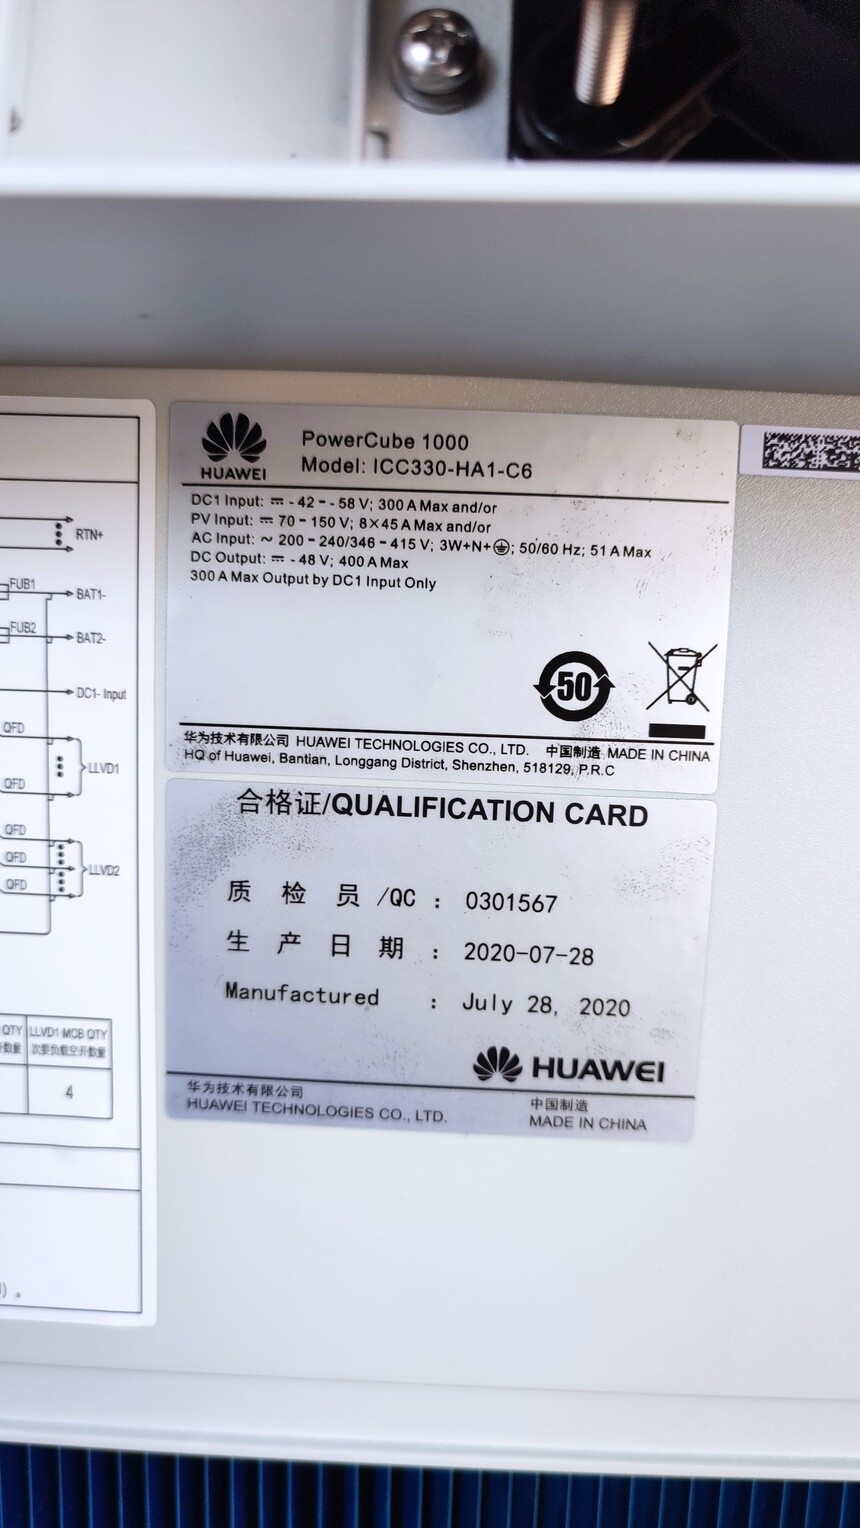 RTN+
FUB1
BAT1-
FUB2
BAT2-
DC1- Input
QFD
LLVD1
QFD
QFD
QFD
LLVD2
QFD
QTY
LLVD1 MCB QTY
数量
次要负载空开数量
4
HUAWEI
PowerCube 1000
Model: ICC330-HA1-C6
DC1 Input: ⎓ - 42 - - 58 V; 300 A Max and/or
PV Input: ⎓ 70 - 150 V; 8×45 A Max and/or
AC Input: ~ 200 - 240/346 - 415 V; 3W+N+⏚; 50/60 Hz; 51 A Max
DC Output: ⎓ - 48 V; 400 A Max
300 A Max Output by DC1 Input Only
50
华为技术有限公司 HUAWEI TECHNOLOGIES CO., LTD. 中国制造 MADE IN CHINA
HQ of Huawei, Bantian, Longgang District, Shenzhen, 518129, P.R.C
合格证/QUALIFICATION CARD
质 检 员 /QC : 0301567
生 产 日 期 : 2020-07-28
Manufactured : July 28, 2020
HUAWEI
华为技术有限公司
HUAWEI TECHNOLOGIES CO., LTD.
中国制造
MADE IN CHINA